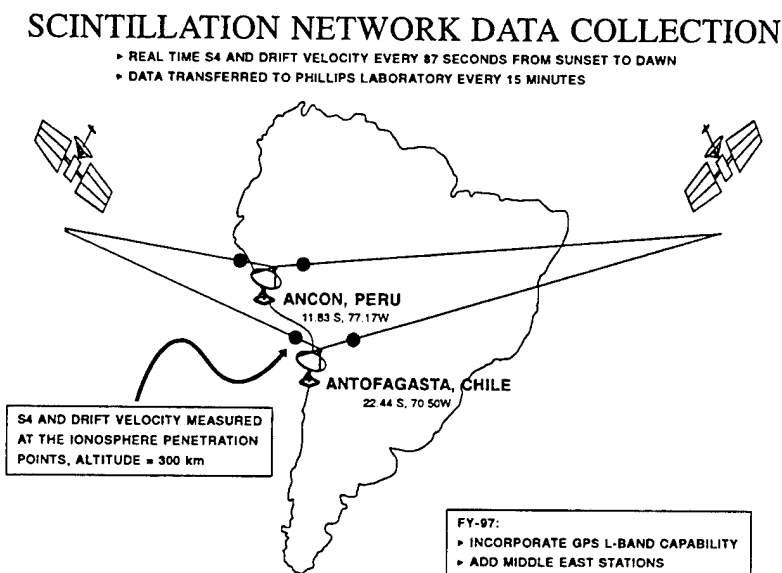 SCINTILLATION NETWORK DATA COLLECTION
▸ REAL TIME S4 AND DRIFT VELOCITY EVERY 87 SECONDS FROM SUNSET TO DAWN
▸ DATA TRANSFERRED TO PHILLIPS LABORATORY EVERY 15 MINUTES
ANCON, PERU
11.83 S, 77.17W
ANTOFAGASTA, CHILE
22.44 S, 70.50W
S4 AND DRIFT VELOCITY MEASURED
AT THE IONOSPHERE PENETRATION
POINTS, ALTITUDE = 300 km
FY-97:
▸ INCORPORATE GPS L-BAND CAPABILITY
▸ ADD MIDDLE EAST STATIONS